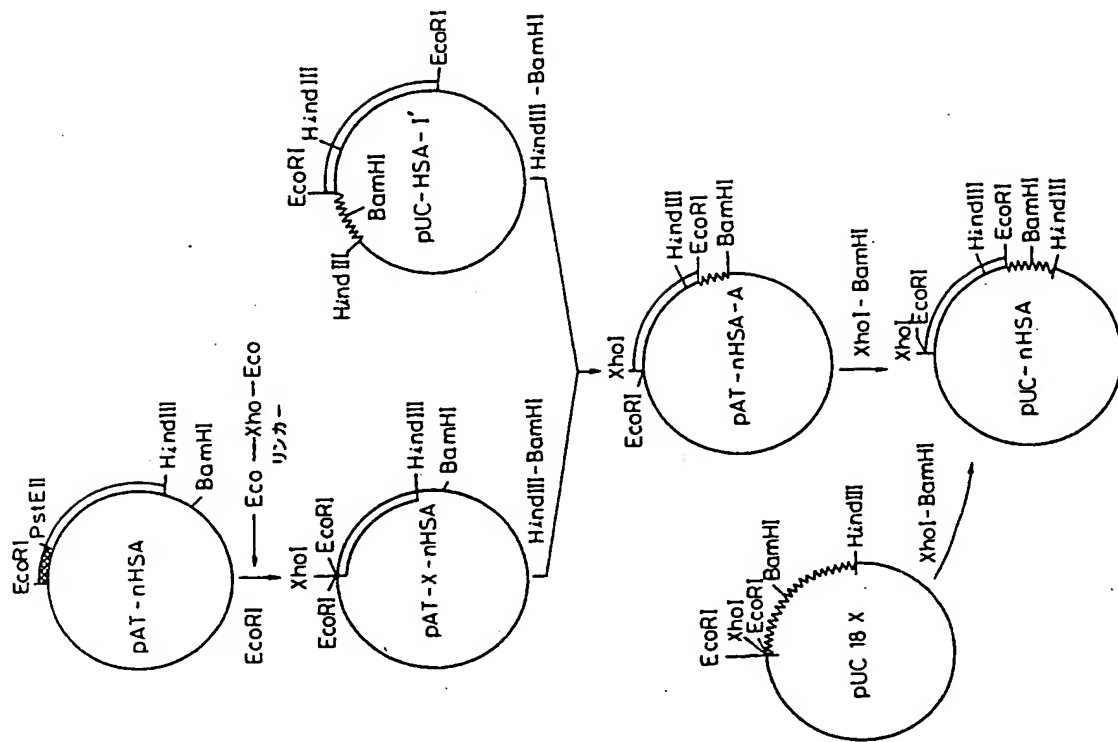 EcoRI
PstEII
HindIII
BamHI
pAT-nHSA
EcoRI
Eco—Xho—Eco
リンカー
XhoI
EcoRI
EcoRI
HindIII
BamHI
pAT-X-nHSA
HindIII-BamHI
EcoRI
HindIII
BamHI
HindIII
EcoRI
pUC-HSA-I'
HindIII-BamHI
XhoI
EcoRI
HindIII
EcoRI
BamHI
pAT-nHSA-A
XhoI-BamHI
EcoRI
XhoI
EcoRI
BamHI
HindIII
pUC 18 X
XhoI-BamHI
XhoI
EcoRI
HindIII
EcoRI
BamHI
HindIII
pUC-nHSA